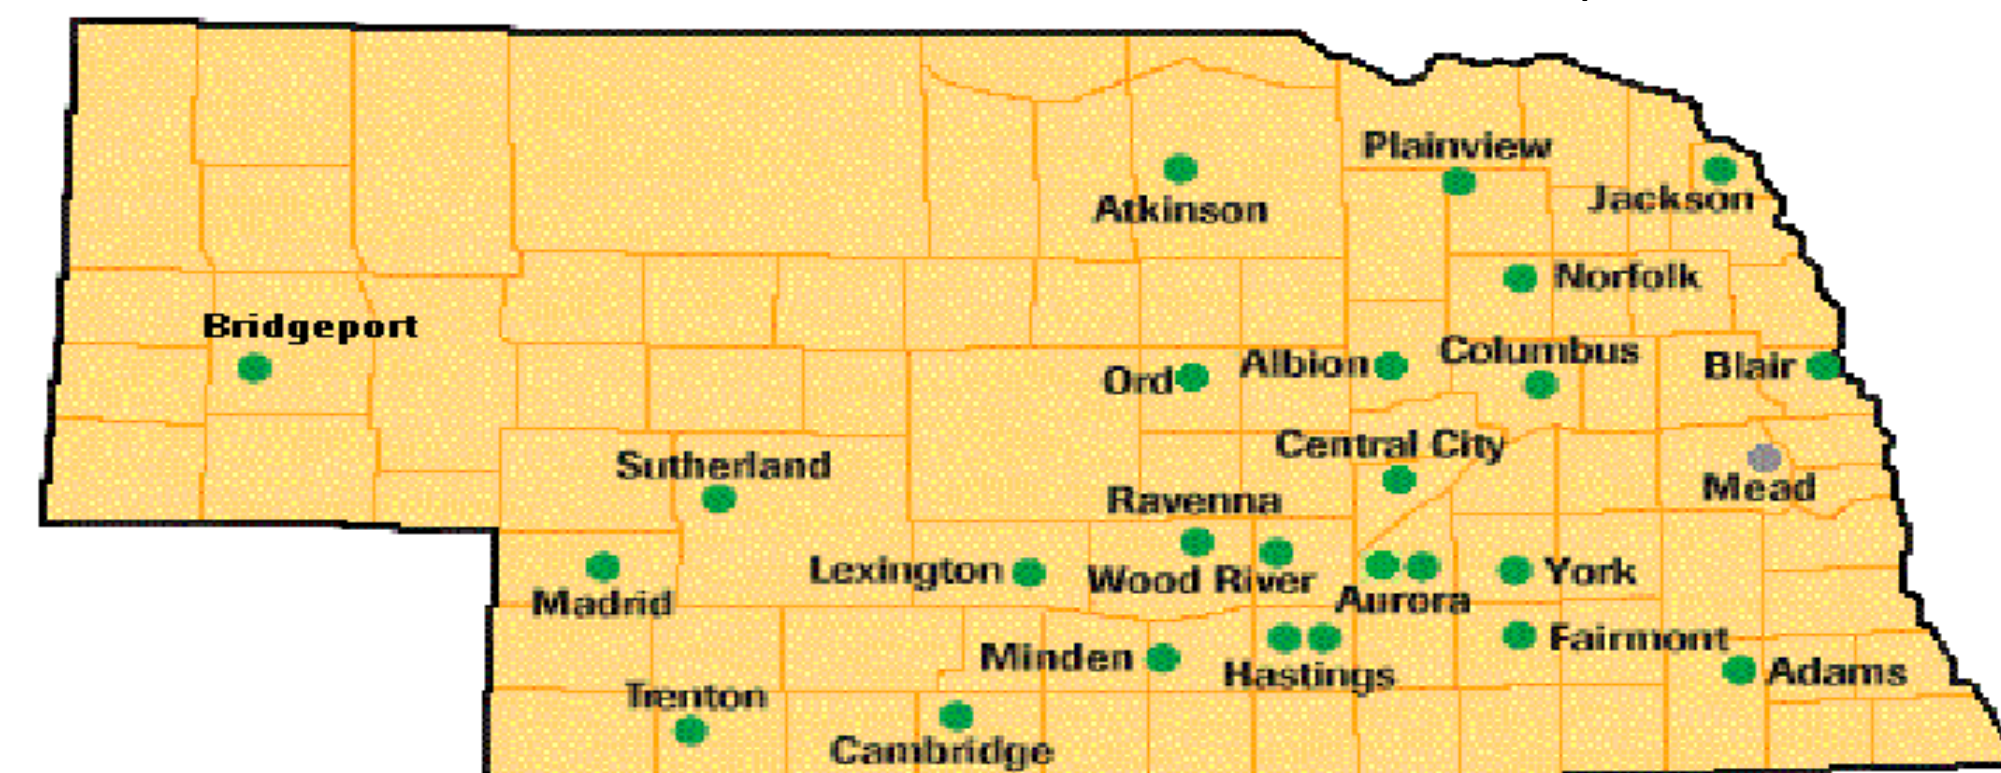 Plainview
Jackson
Atkinson
Norfolk
Bridgeport
Columbus
Albion
Blair
Ord
Central City
Sutherland
Mead
Ravenna
Lexington
Wood River
York
Madrid
Aurora
Fairmont
Minden
Hastings
Adams
Trenton
Cambridge